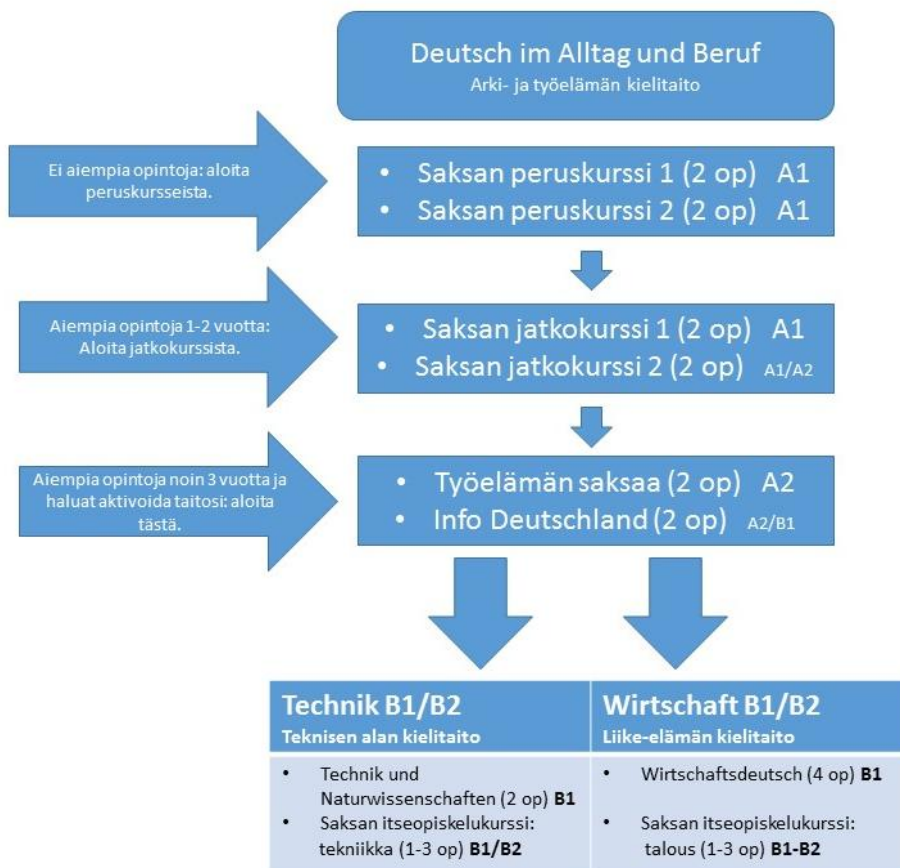 Deutsch im Alltag und Beruf
Arki- ja työelämän kielitaito
Ei aiempia opintoja: aloita
peruskursseista.
• Saksan peruskurssi 1 (2 op) A1
• Saksan peruskurssi 2 (2 op) A1
Aiempia opintoja 1-2 vuotta:
Aloita jatkokurssista.
• Saksan jatkokurssi 1 (2 op) A1
• Saksan jatkokurssi 2 (2 op) A1/A2
Aiempia opintoja noin 3 vuotta ja
haluat aktivoida taitosi: aloita
tästä.
• Työelämän saksaa (2 op) A2
• Info Deutschland (2 op) A2/B1
Technik B1/B2
Teknisen alan kielitaito
• Technik und
Naturwissenschaften (2 op) B1
• Saksan itseopiskelukurssi:
tekniikka (1-3 op) B1/B2
Wirtschaft B1/B2
Liike-elämän kielitaito
• Wirtschaftsdeutsch (4 op) B1
• Saksan itseopiskelukurssi:
talous (1-3 op) B1-B2